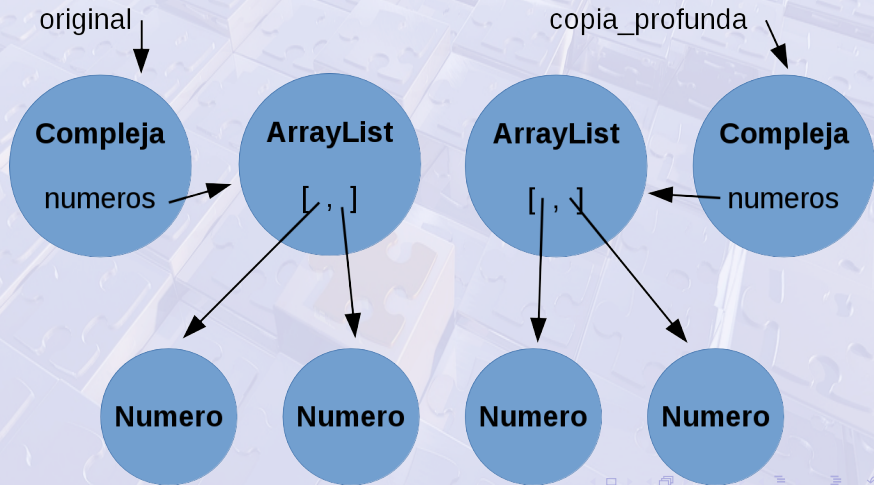 original
copia_profunda
Compleja
ArrayList
ArrayList
Compleja
numeros
[ , ]
[ , ]
numeros
Numero
Numero
Numero
Numero